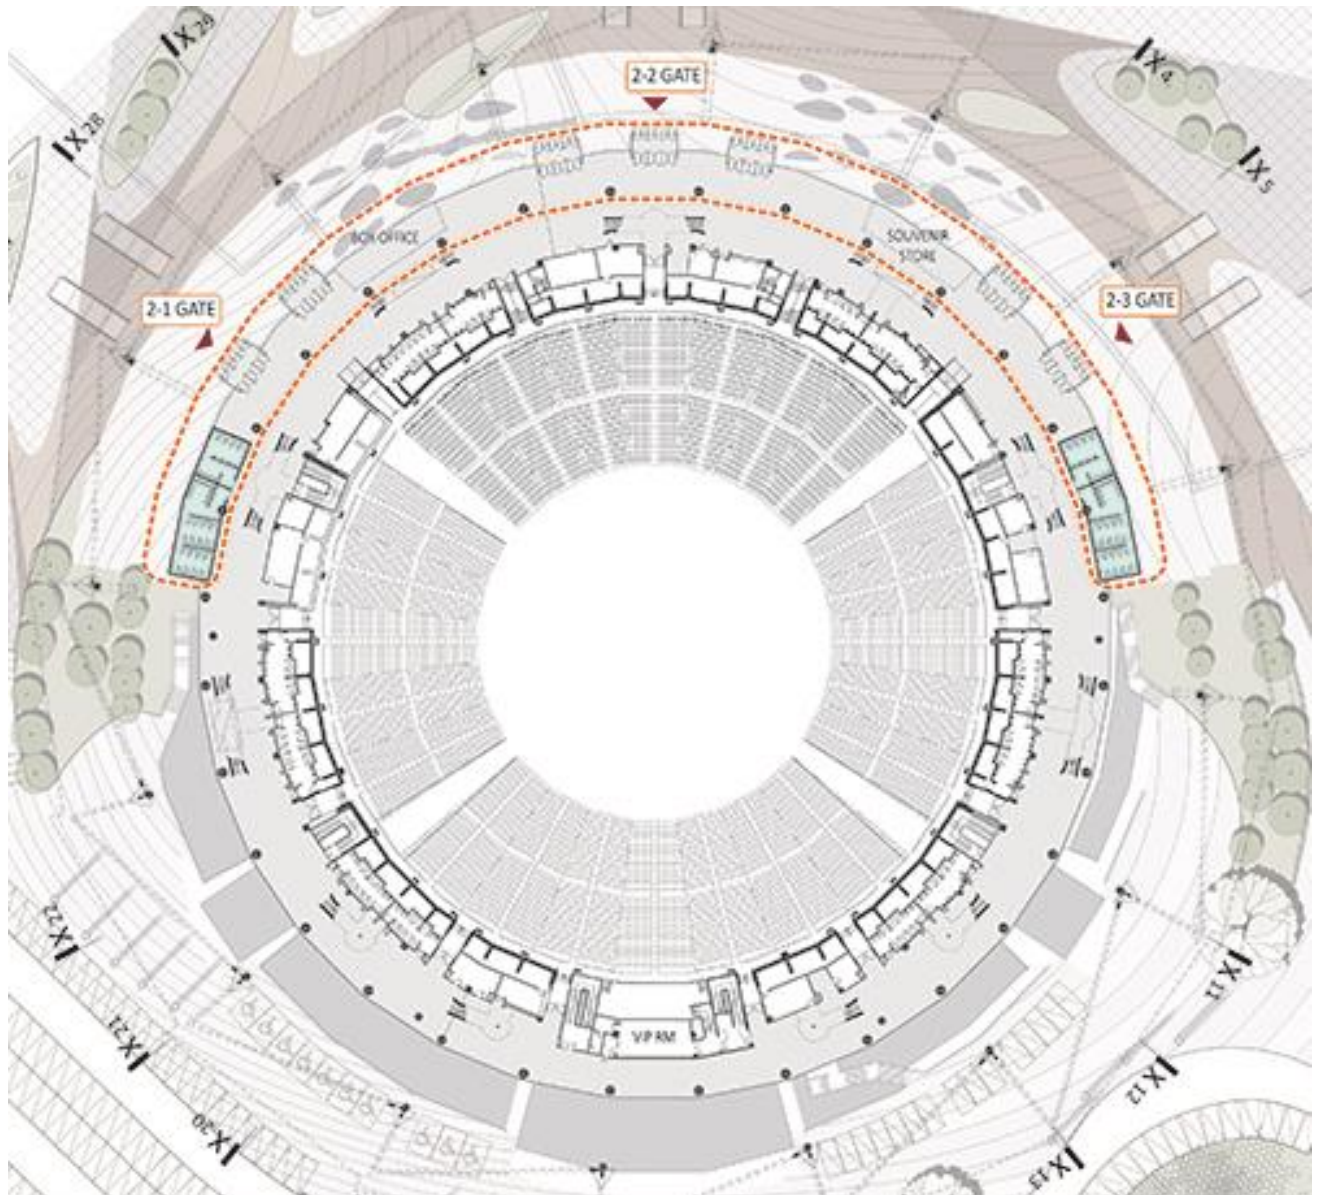 X29
X28
2-2 GATE
X4
X5
BOX OFFICE
SOUVENIR
STORE
2-1 GATE
2-3 GATE
VIP RM
X22
X21
X20
X11
X12
X13